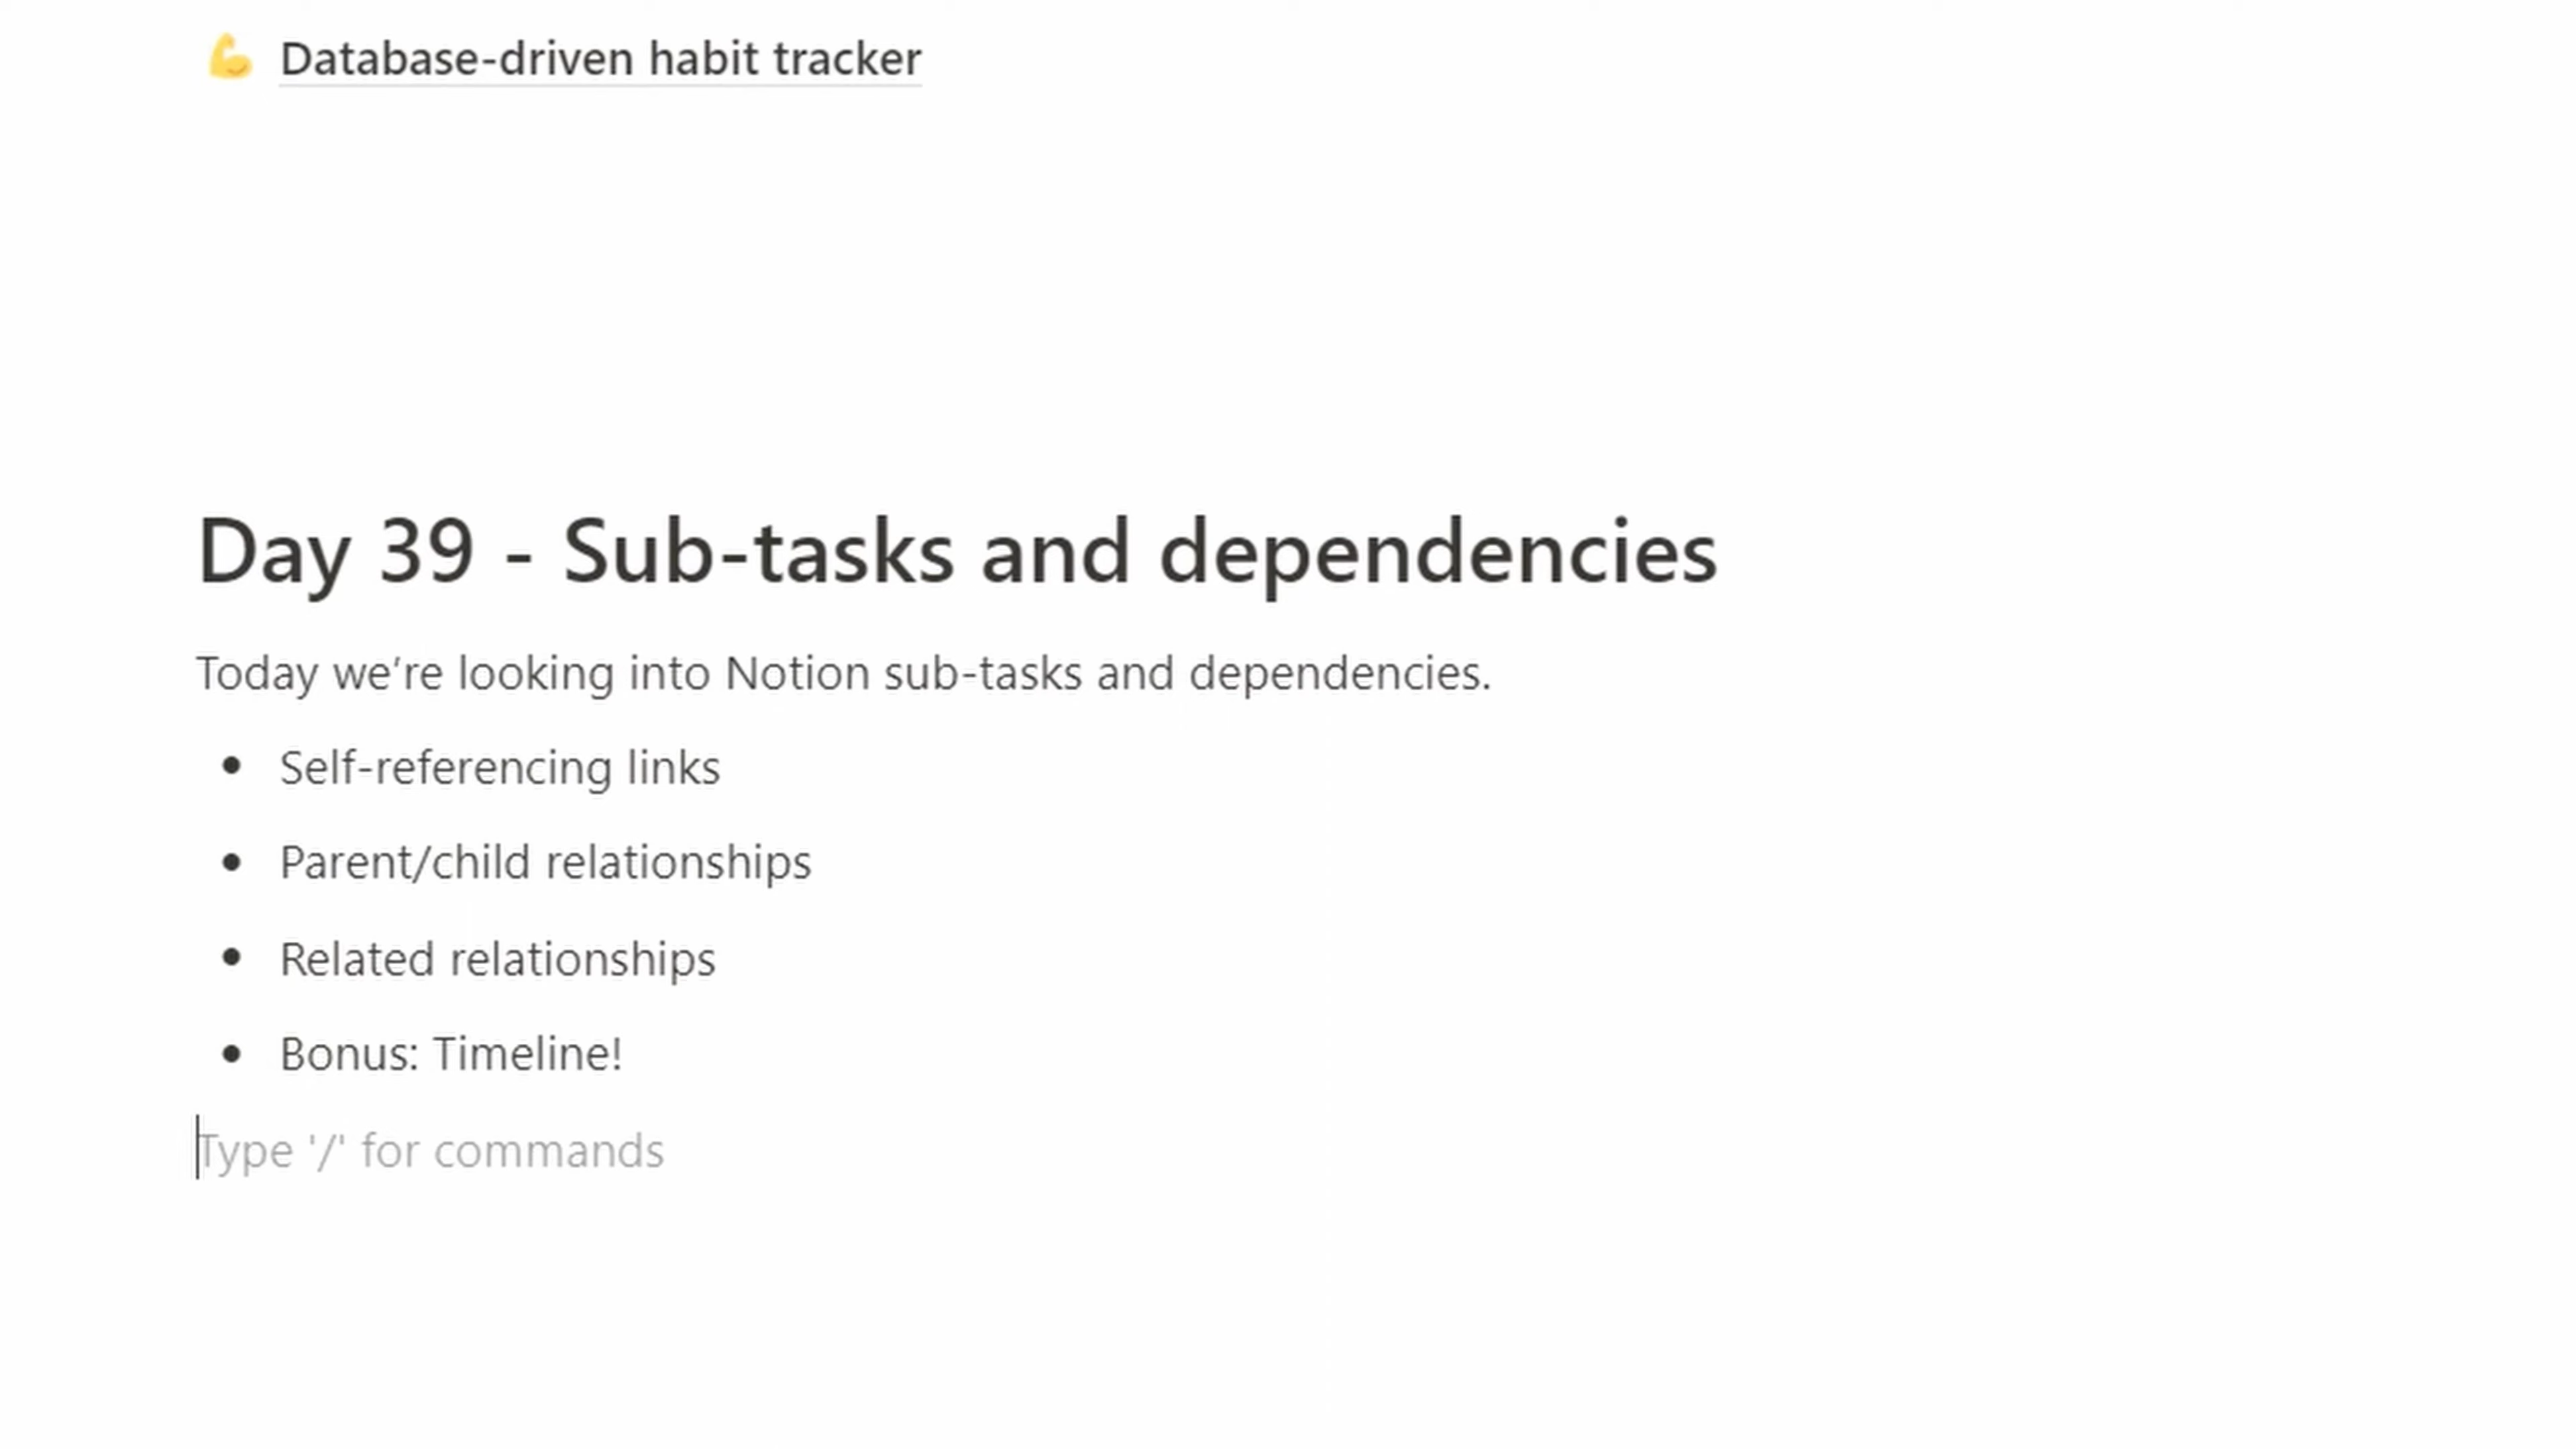 💪 Database-driven habit tracker
Day 39 - Sub-tasks and dependencies
Today we’re looking into Notion sub-tasks and dependencies.
• Self-referencing links
• Parent/child relationships
• Related relationships
• Bonus: Timeline!
Type '/' for commands